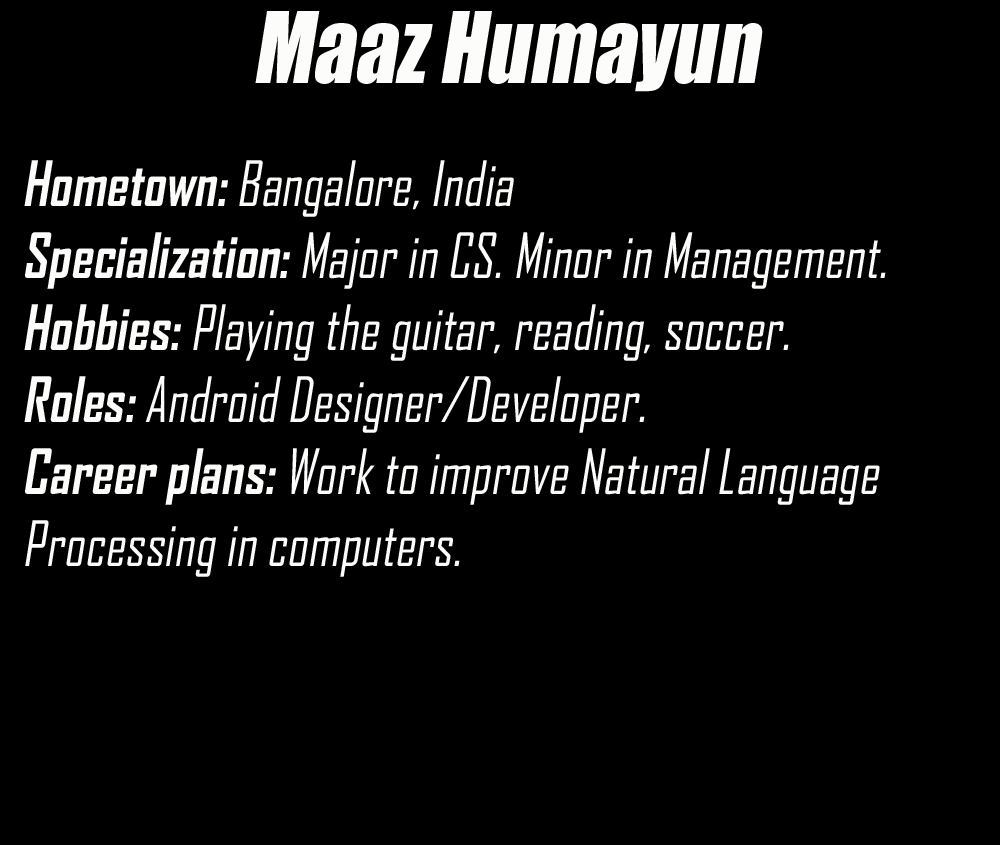 Maaz Humayun
Hometown: Bangalore, India
Specialization: Major in CS. Minor in Management.
Hobbies: Playing the guitar, reading, soccer.
Roles: Android Designer/Developer.
Career plans: Work to improve Natural Language
Processing in computers.